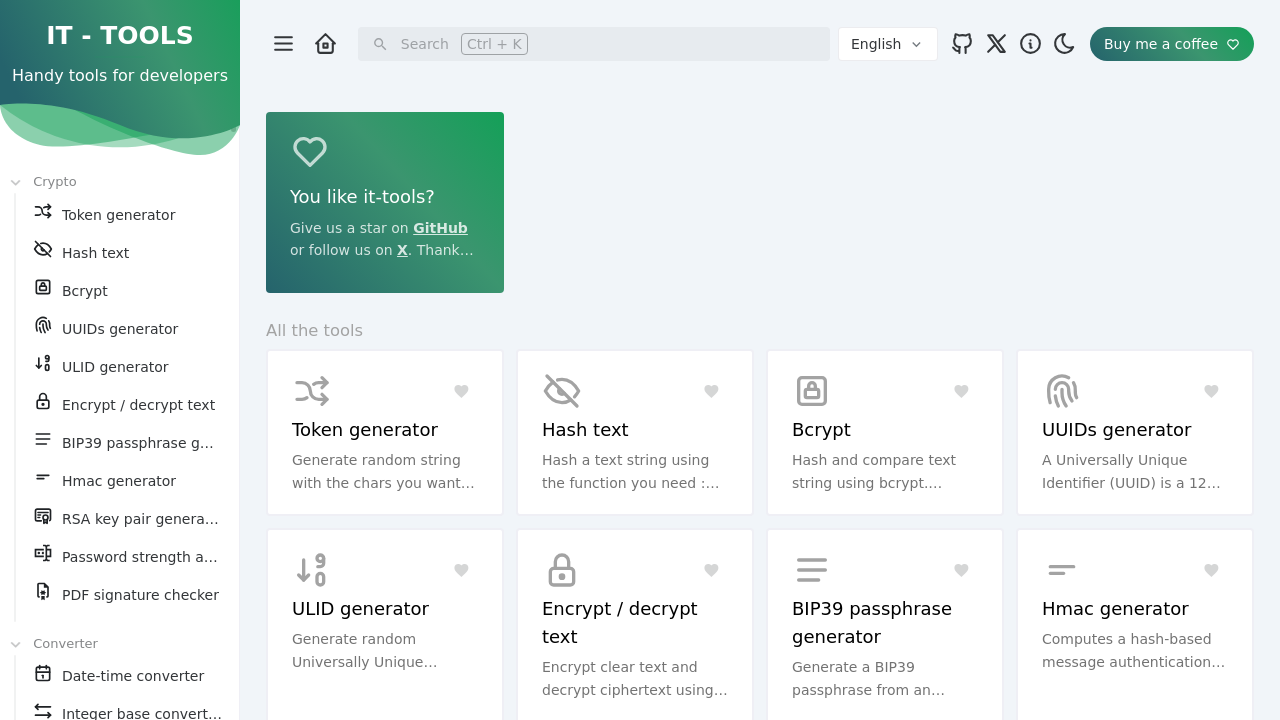 IT - TOOLS
Handy tools for developers
Crypto
Token generator
Hash text
Bcrypt
UUIDs generator
ULID generator
Encrypt / decrypt text
BIP39 passphrase g...
Hmac generator
RSA key pair genera...
Password strength a...
PDF signature checker
Converter
Date-time converter
Integer base convert...
Search Ctrl + K
English
Buy me a coffee
You like it-tools?
Give us a star on GitHub
or follow us on X. Thank...
All the tools
Token generator
Generate random string
with the chars you want...
Hash text
Hash a text string using
the function you need :...
Bcrypt
Hash and compare text
string using bcrypt....
UUIDs generator
A Universally Unique
Identifier (UUID) is a 12...
ULID generator
Generate random
Universally Unique...
Encrypt / decrypt
text
Encrypt clear text and
decrypt ciphertext using...
BIP39 passphrase
generator
Generate a BIP39
passphrase from an...
Hmac generator
Computes a hash-based
message authentication...